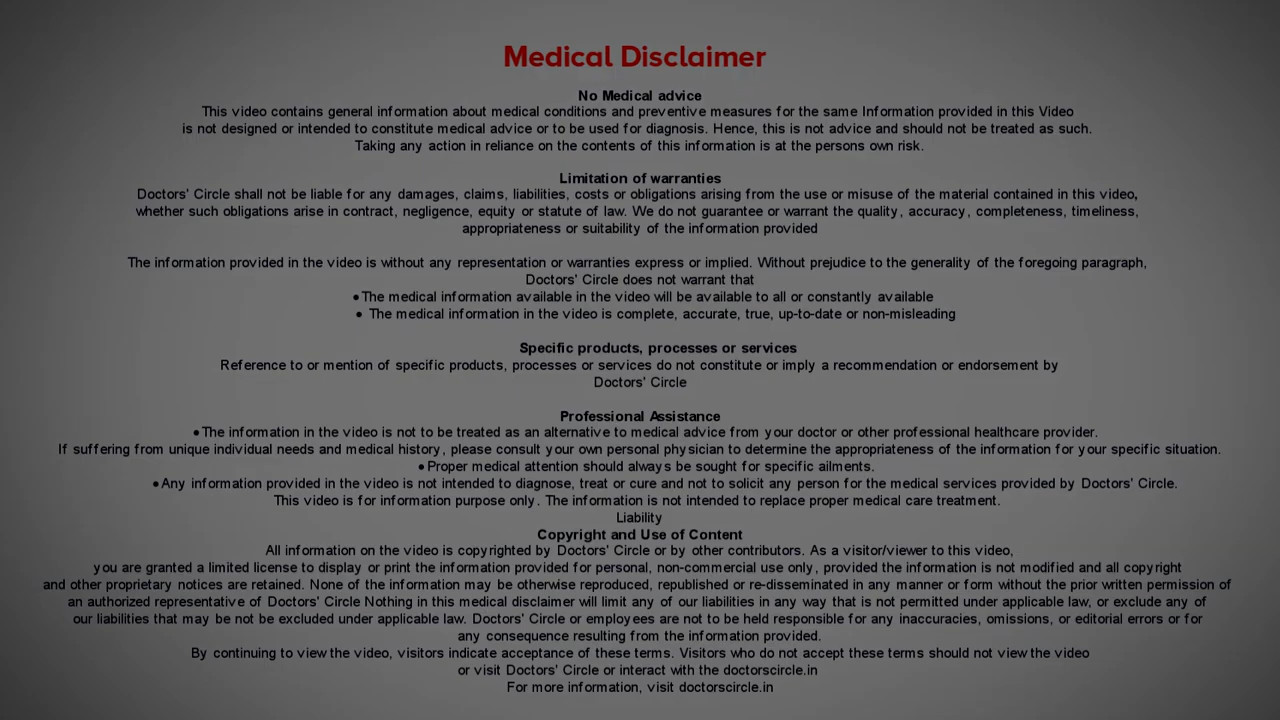 Medical Disclaimer
No Medical advice
This video contains general information about medical conditions and preventive measures for the same Information provided in this Video
is not designed or intended to constitute medical advice or to be used for diagnosis. Hence, this is not advice and should not be treated as such.
Taking any action in reliance on the contents of this information is at the persons own risk.
Limitation of warranties
Doctors' Circle shall not be liable for any damages, claims, liabilities, costs or obligations arising from the use or misuse of the material contained in this video,
whether such obligations arise in contract, negligence, equity or statute of law. We do not guarantee or warrant the quality, accuracy, completeness, timeliness,
appropriateness or suitability of the information provided
The information provided in the video is without any representation or warranties express or implied. Without prejudice to the generality of the foregoing paragraph,
Doctors' Circle does not warrant that
•The medical information available in the video will be available to all or constantly available
• The medical information in the video is complete, accurate, true, up-to-date or non-misleading
Specific products, processes or services
Reference to or mention of specific products, processes or services do not constitute or imply a recommendation or endorsement by
Doctors' Circle
Professional Assistance
•The information in the video is not to be treated as an alternative to medical advice from your doctor or other professional healthcare provider.
If suffering from unique individual needs and medical history, please consult your own personal physician to determine the appropriateness of the information for your specific situation.
•Proper medical attention should always be sought for specific ailments.
•Any information provided in the video is not intended to diagnose, treat or cure and not to solicit any person for the medical services provided by Doctors' Circle.
This video is for information purpose only. The information is not intended to replace proper medical care treatment.
Liability
Copyright and Use of Content
All information on the video is copyrighted by Doctors' Circle or by other contributors. As a visitor/viewer to this video,
you are granted a limited license to display or print the information provided for personal, non-commercial use only, provided the information is not modified and all copyright
and other proprietary notices are retained. None of the information may be otherwise reproduced, republished or re-disseminated in any manner or form without the prior written permission of
an authorized representative of Doctors' Circle Nothing in this medical disclaimer will limit any of our liabilities in any way that is not permitted under applicable law, or exclude any of
our liabilities that may be not be excluded under applicable law. Doctors' Circle or employees are not to be held responsible for any inaccuracies, omissions, or editorial errors or for
any consequence resulting from the information provided.
By continuing to view the video, visitors indicate acceptance of these terms. Visitors who do not accept these terms should not view the video
or visit Doctors' Circle or interact with the doctorscircle.in
For more information, visit doctorscircle.in